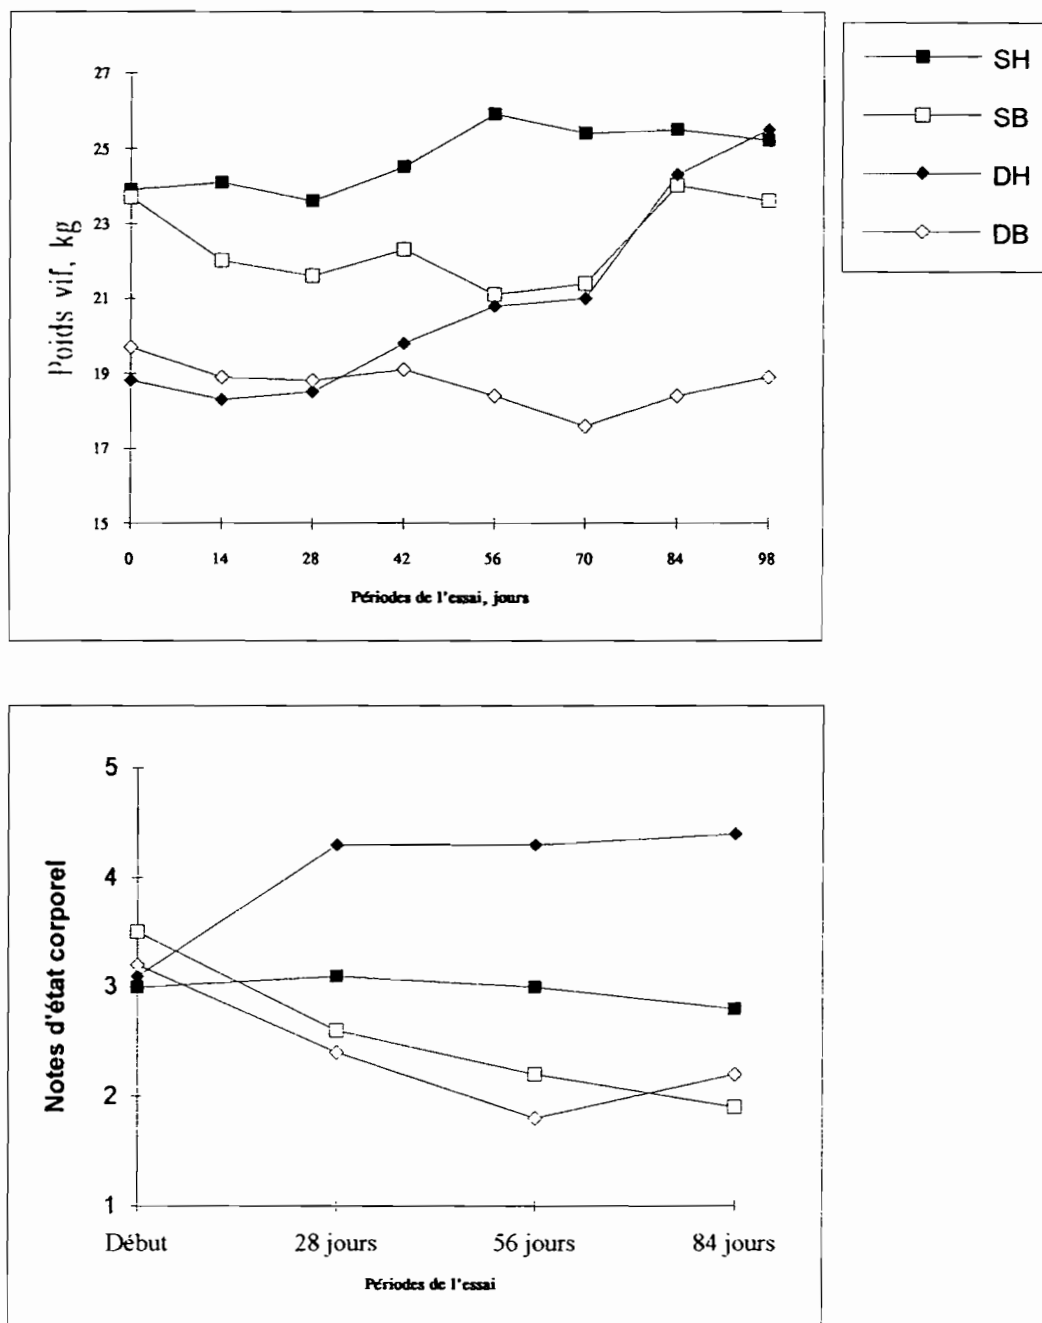 27
25
23
21
19
17
15
Poids vif, kg
0 14 28 42 56 70 84 98
Périodes de l'essai, jours
SH
SB
DH
DB
5
4
3
2
1
Notes d'état corporel
Début 28 jours 56 jours 84 jours
Périodes de l'essai